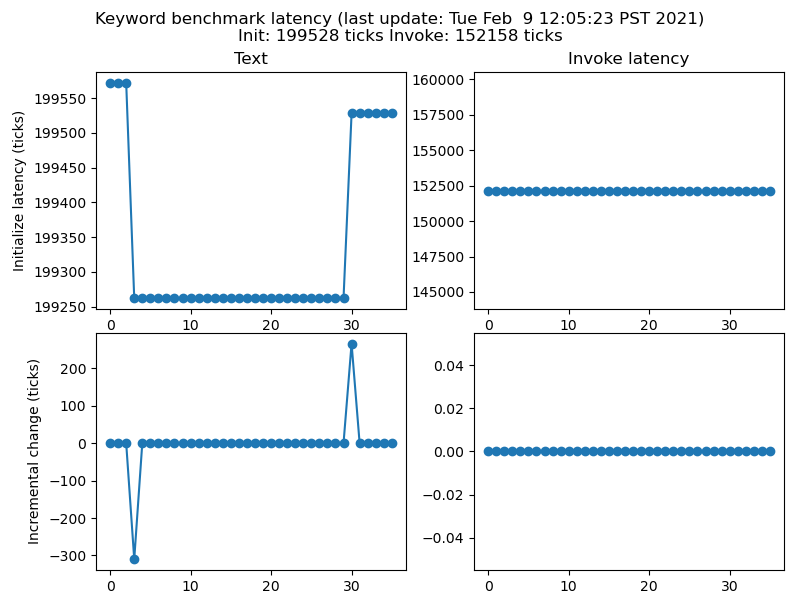 Keyword benchmark latency (last update: Tue Feb  9 12:05:23 PST 2021)
Init: 199528 ticks Invoke: 152158 ticks
Text
Initialize latency (ticks)
199550
199500
199450
199400
199350
199300
199250
0 10 20 30
Invoke latency
160000
157500
155000
152500
150000
147500
145000
0 10 20 30
Incremental change (ticks)
200
100
0
−100
−200
−300
0 10 20 30
0.04
0.02
0.00
−0.02
−0.04
0 10 20 30